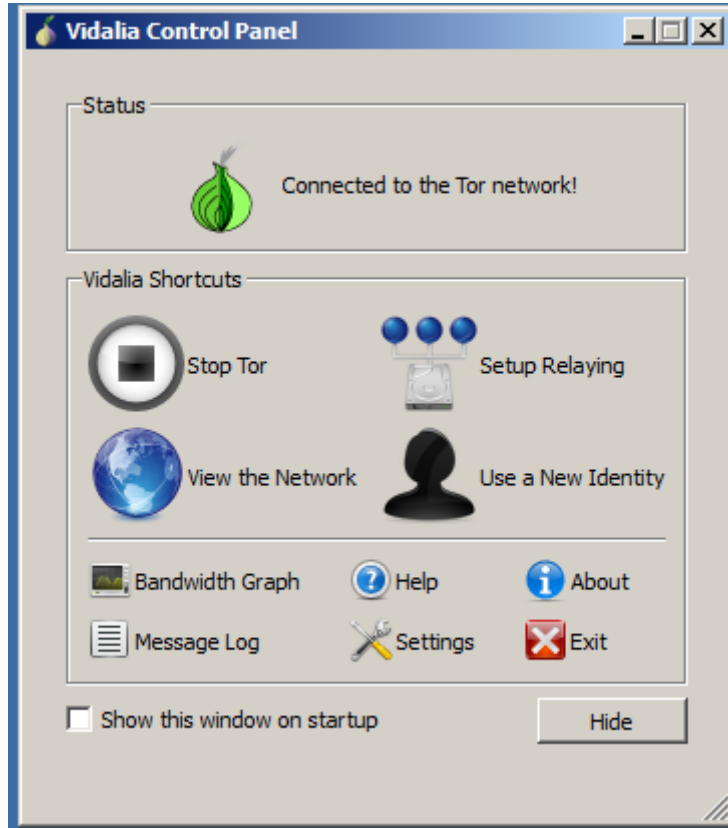 Vidalia Control Panel
Status
Connected to the Tor network!
Vidalia Shortcuts
Stop Tor
Setup Relaying
View the Network
Use a New Identity
Bandwidth Graph
Help
About
Message Log
Settings
Exit
Show this window on startup
Hide